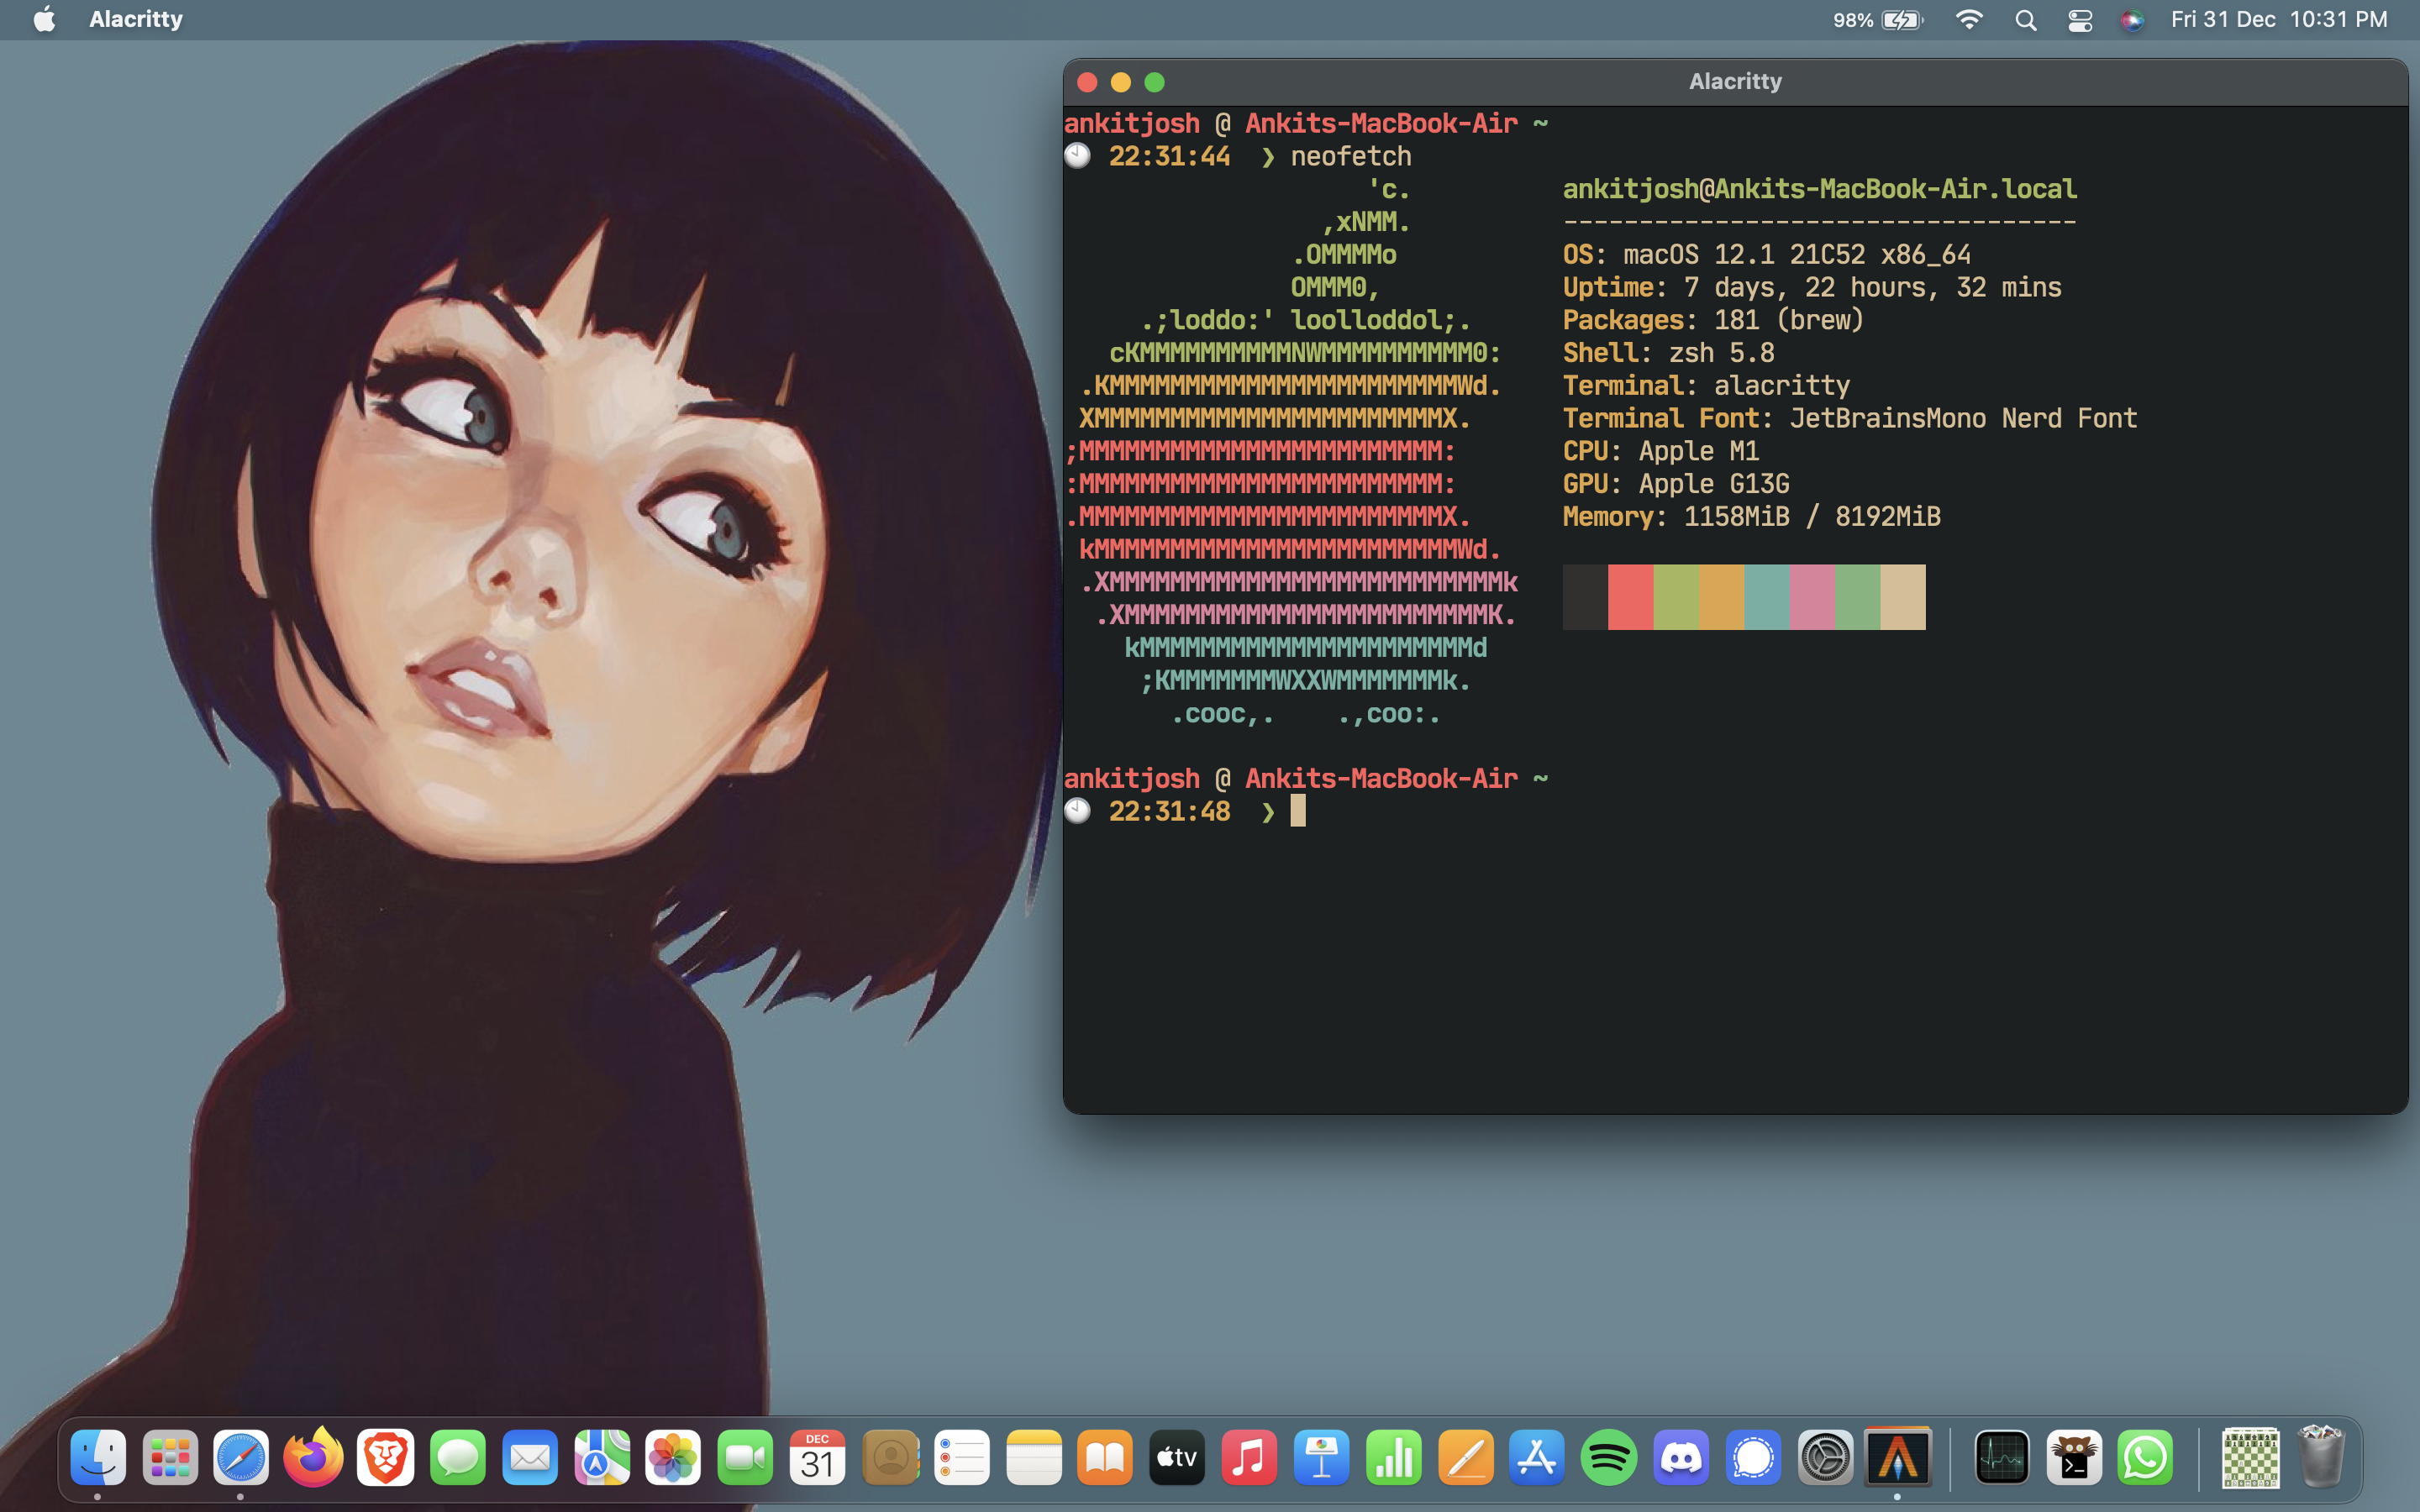 Alacritty
98%
Fri 31 Dec 10:31 PM
Alacritty
ankitjosh @ Ankits-MacBook-Air ~
22:31:44 ❯ neofetch
                    'c.
                 ,xNMM.
               .OMMMMo
               OMMM0,
     .;loddo:' loolloddol;.
   cKMMMMMMMMMMNWMMMMMMMMMM0:
 .KMMMMMMMMMMMMMMMMMMMMMMMWd.
 XMMMMMMMMMMMMMMMMMMMMMMMX.
;MMMMMMMMMMMMMMMMMMMMMMMM:
:MMMMMMMMMMMMMMMMMMMMMMMM:
.MMMMMMMMMMMMMMMMMMMMMMMMX.
 kMMMMMMMMMMMMMMMMMMMMMMMMWd.
 .XMMMMMMMMMMMMMMMMMMMMMMMMMMk
  .XMMMMMMMMMMMMMMMMMMMMMMMMK.
    kMMMMMMMMMMMMMMMMMMMMMMd
     ;KMMMMMMMWXXWMMMMMMMk.
       .cooc,.    .,coo:.
ankitjosh@Ankits-MacBook-Air.local
----------------------------------
OS: macOS 12.1 21C52 x86_64
Uptime: 7 days, 22 hours, 32 mins
Packages: 181 (brew)
Shell: zsh 5.8
Terminal: alacritty
Terminal Font: JetBrainsMono Nerd Font
CPU: Apple M1
GPU: Apple G13G
Memory: 1158MiB / 8192MiB
ankitjosh @ Ankits-MacBook-Air ~
22:31:48 ❯
DEC
31
tv
>_